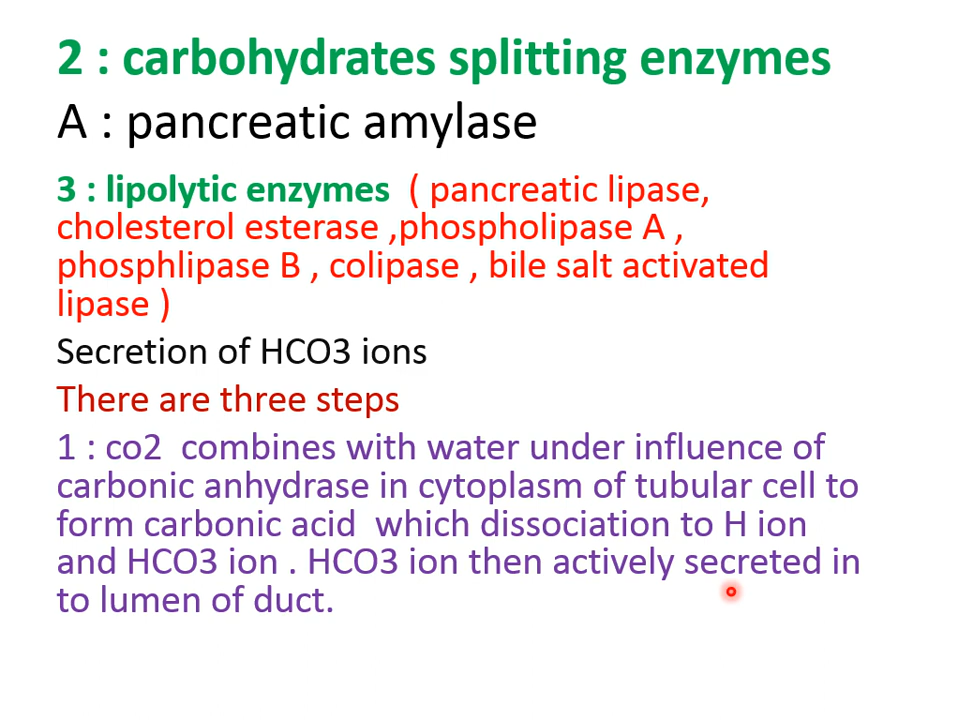 2 : carbohydrates splitting enzymes
A : pancreatic amylase
3 : lipolytic enzymes ( pancreatic lipase,
cholesterol esterase ,phospholipase A ,
phosphlipase B , colipase , bile salt activated
lipase )
Secretion of HCO3 ions
There are three steps
1 : co2 combines with water under influence of
carbonic anhydrase in cytoplasm of tubular cell to
form carbonic acid which dissociation to H ion
and HCO3 ion . HCO3 ion then actively secreted in
to lumen of duct.